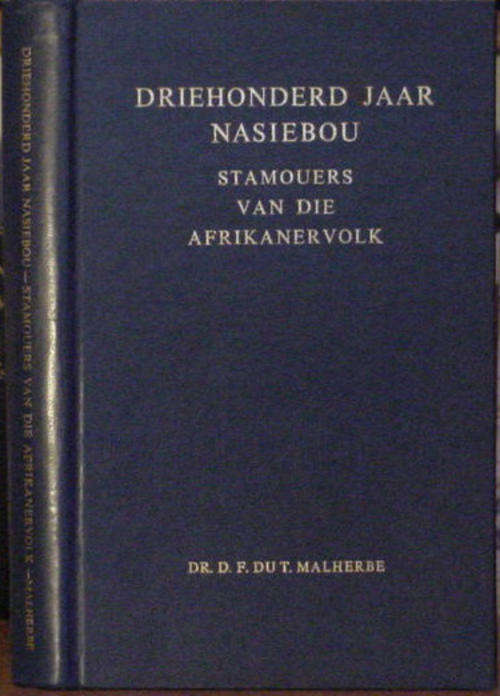 DRIEHONDERD JAAR
NASIEBOU
STAMOUERS
VAN DIE
AFRIKANERVOLK
DR. D. F. DU T. MALHERBE
DRIEHONDERD JAAR NASIEBOU—STAMOUERS VAN DIE AFRIKANERVOLK —MALHERBE